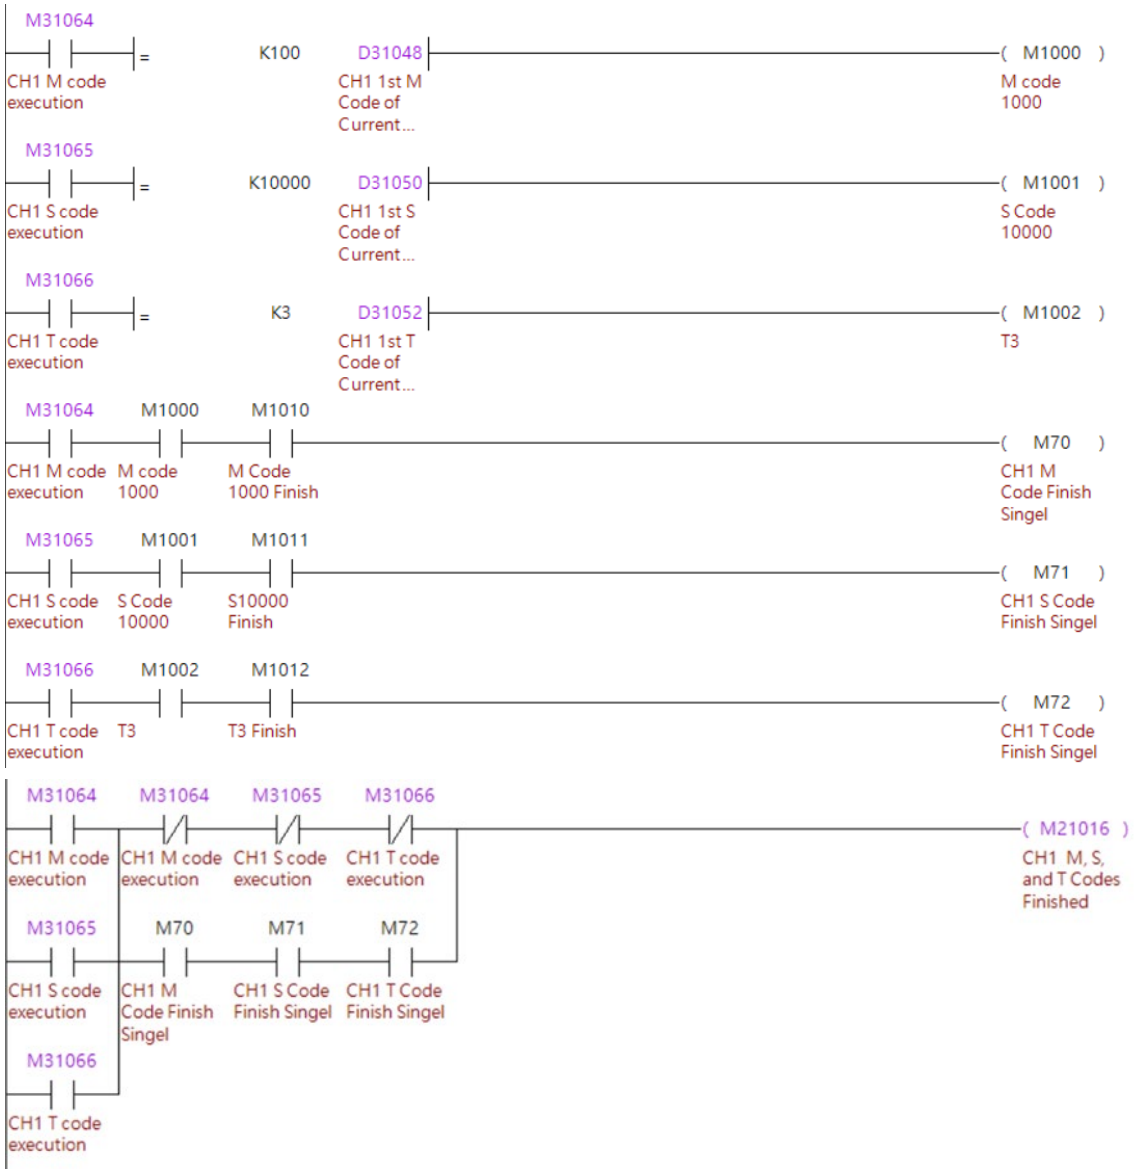 M31064
= K100 D31048 ( M1000 )
CH1 M code CH1 1st M M code
execution Code of 1000
Current...
M31065
= K10000 D31050 ( M1001 )
CH1 S code CH1 1st S S Code
execution Code of 10000
Current...
M31066
= K3 D31052 ( M1002 )
CH1 T code CH1 1st T T3
execution Code of
Current...
M31064 M1000 M1010
( M70 )
CH1 M code M code M Code CH1 M
execution 1000 1000 Finish Code Finish
Singel
M31065 M1001 M1011
( M71 )
CH1 S code S Code S10000 CH1 S Code
execution 10000 Finish Finish Singel
M31066 M1002 M1012
( M72 )
CH1 T code T3 T3 Finish CH1 T Code
execution Finish Singel
M31064 M31064 M31065 M31066
( M21016 )
CH1 M code CH1 M code CH1 S code CH1 T code CH1 M, S,
execution execution execution execution and T Codes
Finished
M31065 M70 M71 M72
CH1 S code CH1 M CH1 S Code CH1 T Code
execution Code Finish Finish Singel Finish Singel
Singel
M31066
CH1 T code
execution